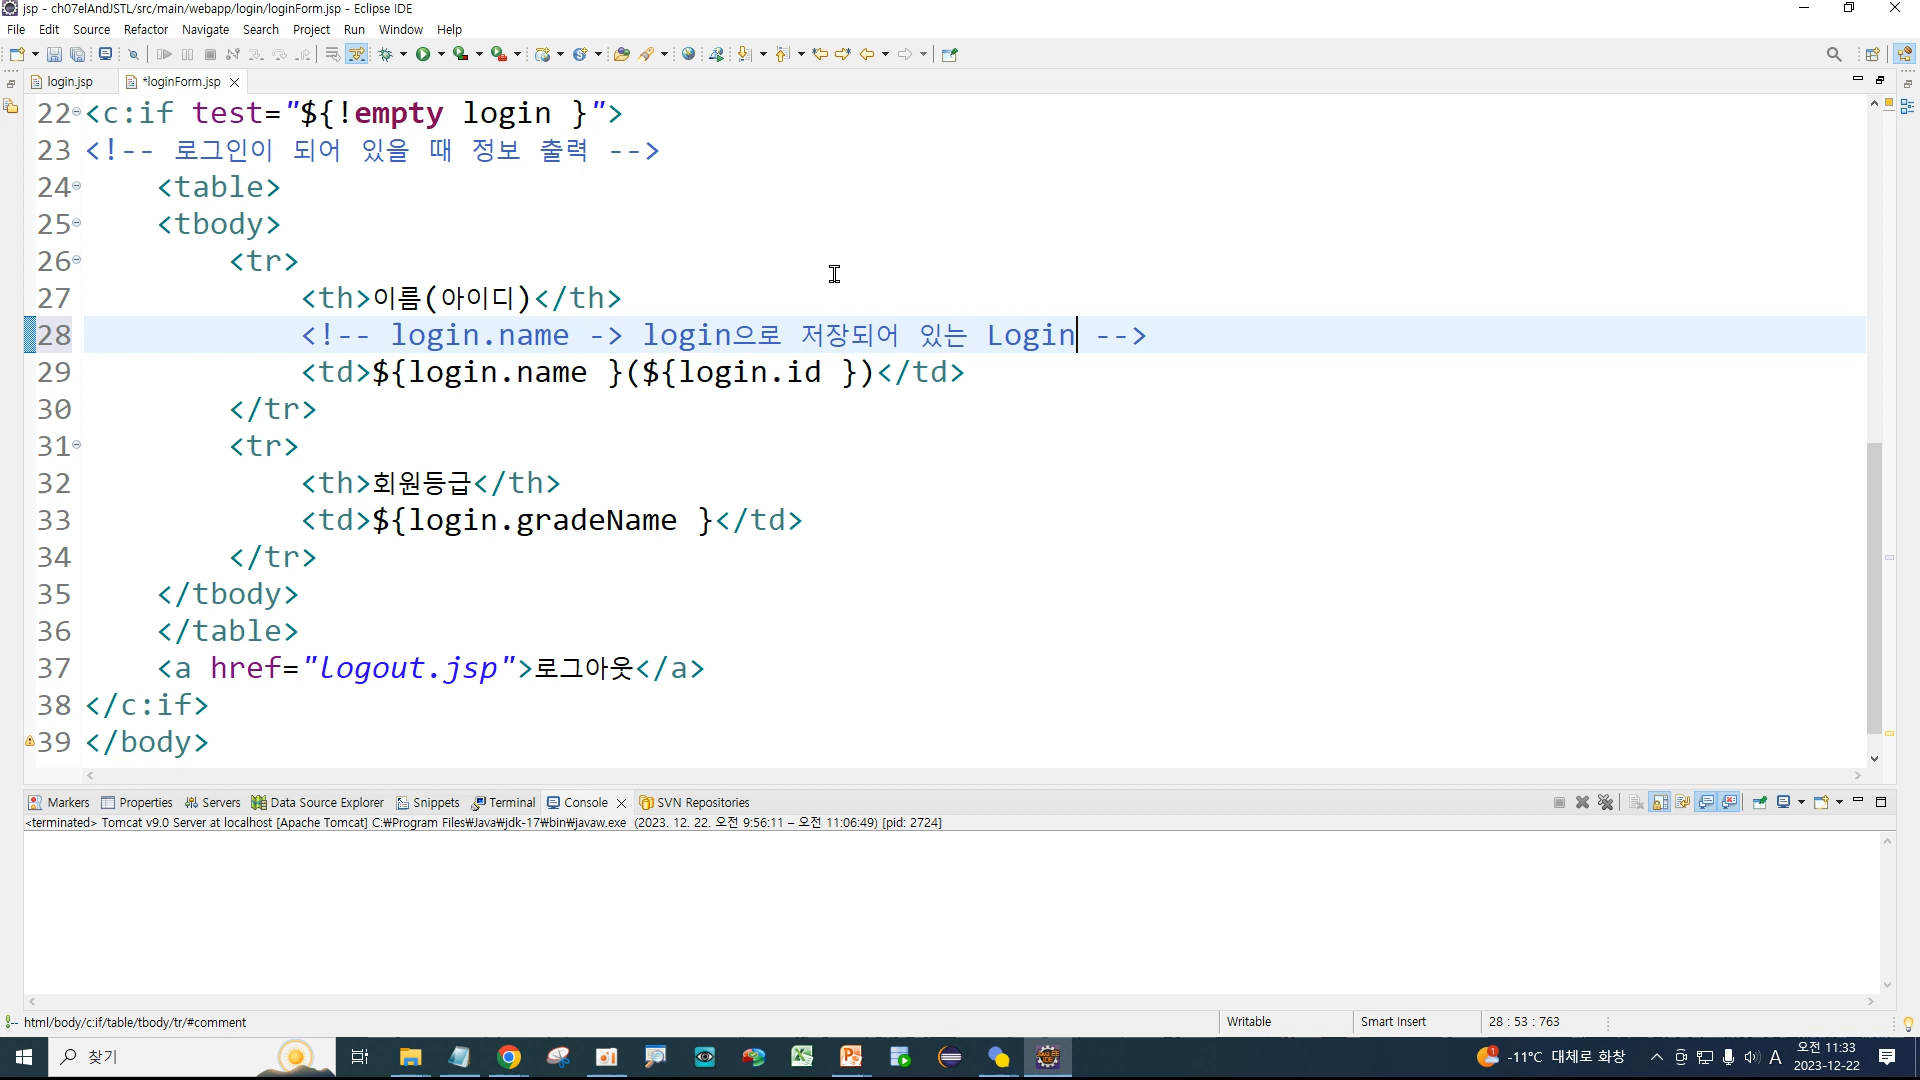 jsp - ch07elAndJSTL/src/main/webapp/login/loginForm.jsp - Eclipse IDE
File Edit Source Refactor Navigate Search Project Run Window Help
login.jsp *loginForm.jsp
22 <c:if test="${!empty login }">
23 <!-- 로그인이 되어 있을 때 정보 출력 -->
24 <table>
25 <tbody>
26 <tr>
27 <th>이름(아이디)</th>
28 <!-- login.name -> login으로 저장되어 있는 Login -->
29 <td>${login.name }(${login.id })</td>
30 </tr>
31 <tr>
32 <th>회원등급</th>
33 <td>${login.gradeName }</td>
34 </tr>
35 </tbody>
36 </table>
37 <a href="logout.jsp">로그아웃</a>
38 </c:if>
39 </body>
Markers Properties Servers Data Source Explorer Snippets Terminal Console SVN Repositories
<terminated> Tomcat v9.0 Server at localhost [Apache Tomcat] C:₩Program Files₩Java₩jdk-17₩bin₩javaw.exe (2023. 12. 22. 오전 9:56:11 – 오전 11:06:49) [pid: 2724]
html/body/c:if/table/tbody/tr/#comment Writable Smart Insert 28 : 53 : 763
찾기 -11°C 대체로 화창 A 오전 11:33
2023-12-22